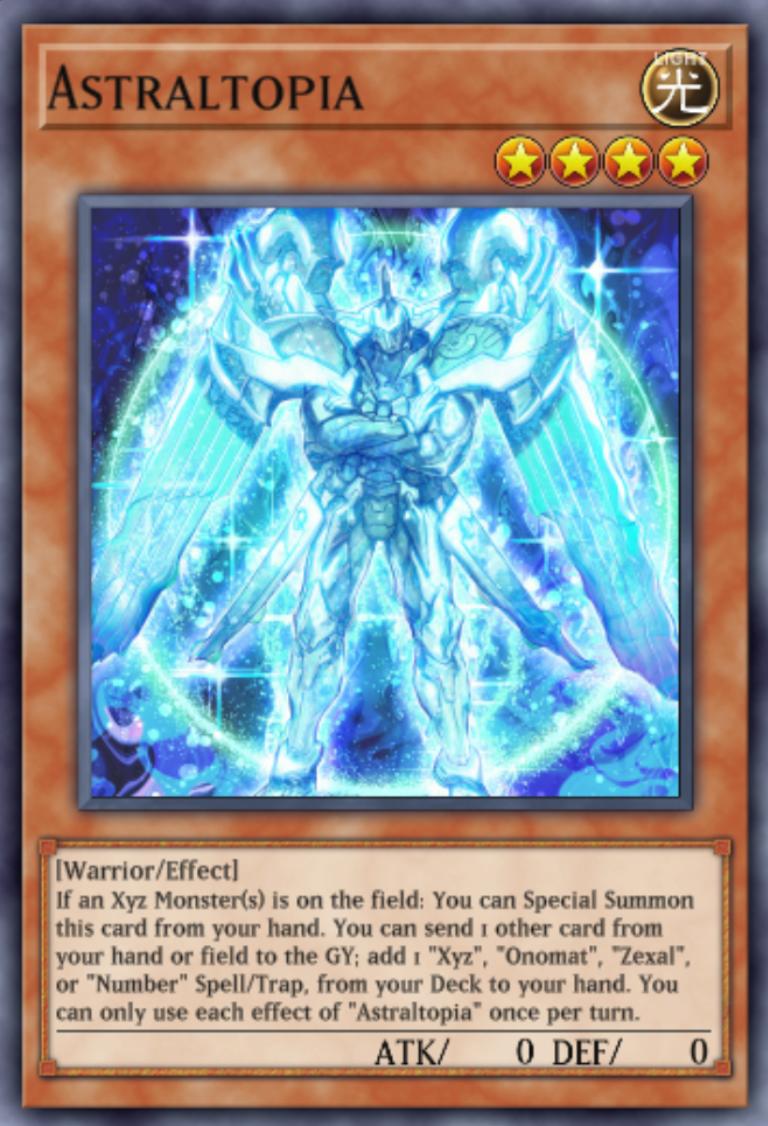 ASTRALTOPIA
LIGHT
光
[Warrior/Effect]
If an Xyz Monster(s) is on the field: You can Special Summon
this card from your hand. You can send 1 other card from
your hand or field to the GY; add 1 "Xyz", "Onomat", "Zexal",
or "Number" Spell/Trap, from your Deck to your hand. You
can only use each effect of "Astraltopia" once per turn.
ATK/ 0 DEF/ 0